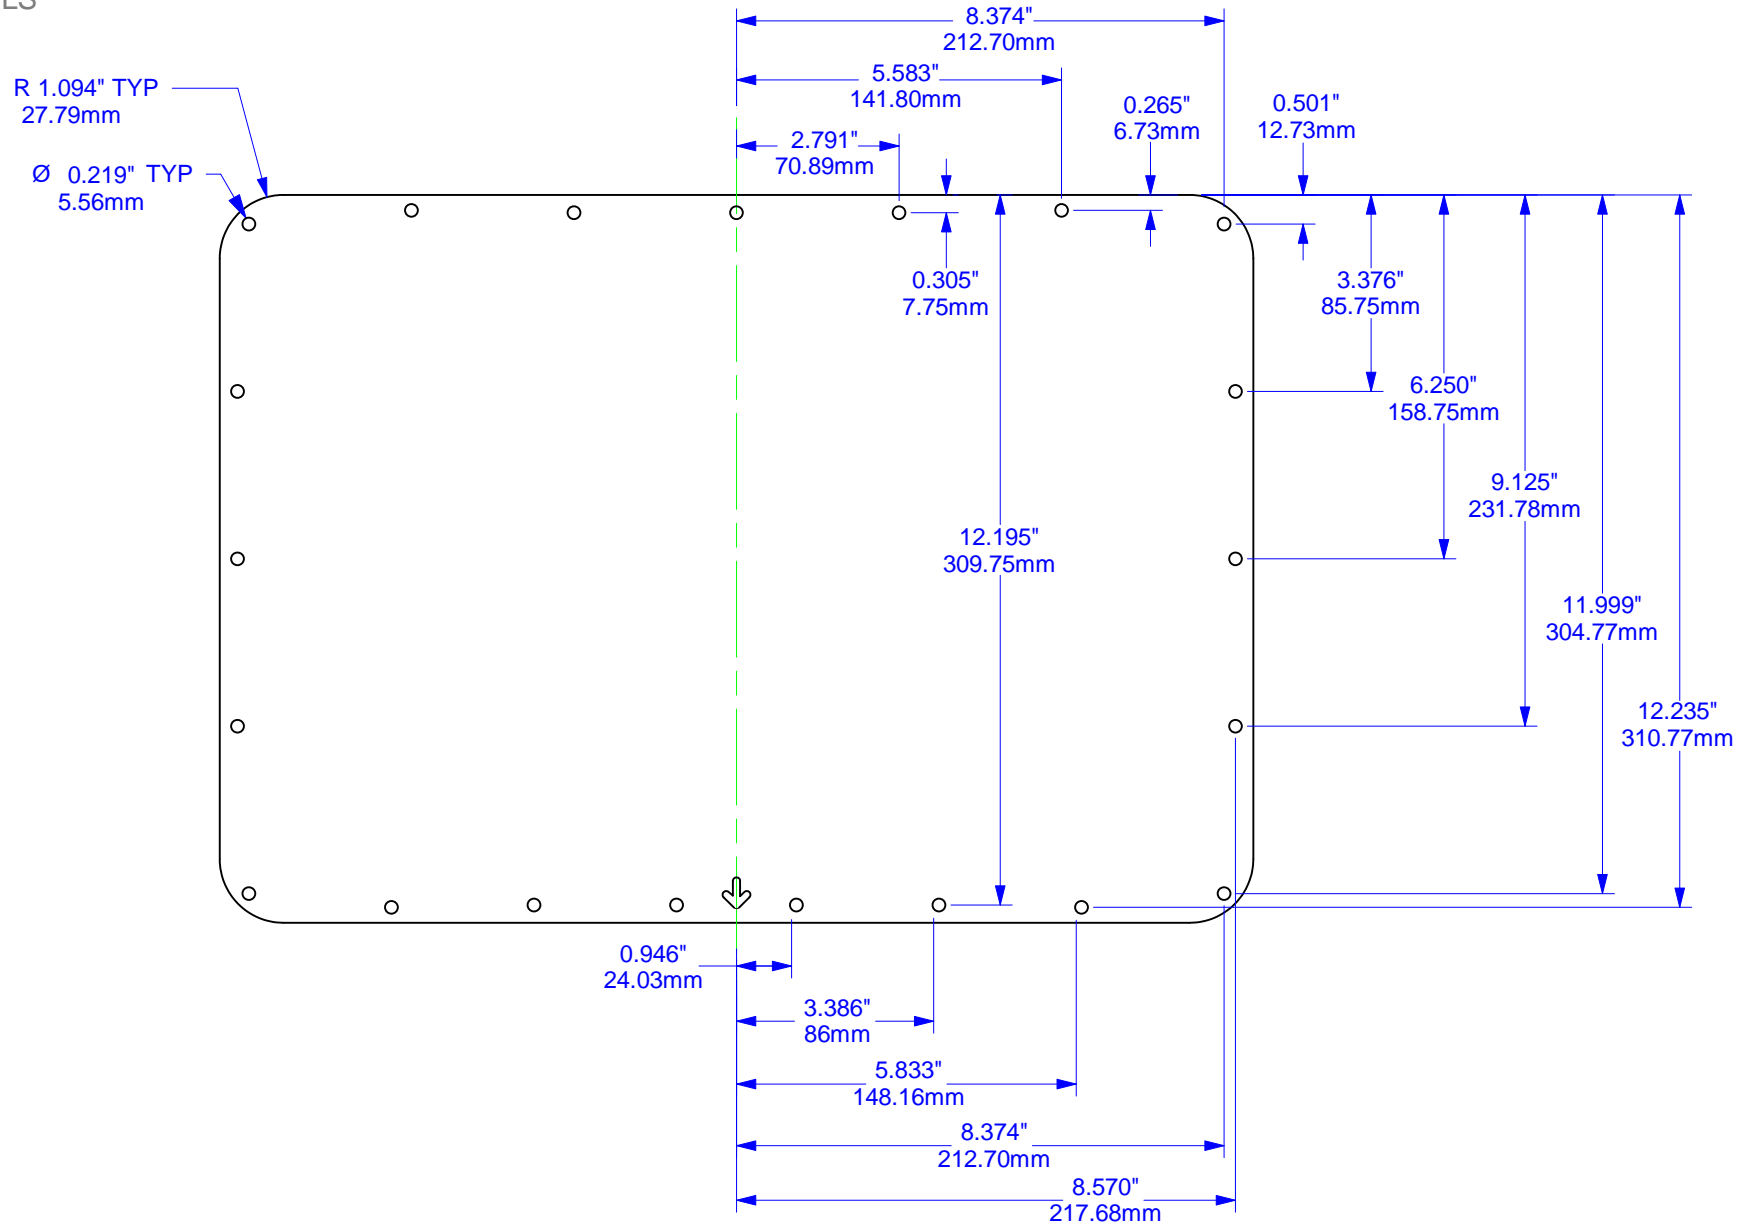 LS
8.374"
212.70mm
R 1.094" TYP
27.79mm
5.583"
141.80mm
0.265"
6.73mm
0.501"
12.73mm
2.791"
70.89mm
Ø 0.219" TYP
5.56mm
0.305"
7.75mm
3.376"
85.75mm
6.250"
158.75mm
9.125"
231.78mm
12.195"
309.75mm
11.999"
304.77mm
12.235"
310.77mm
0.946"
24.03mm
3.386"
86mm
5.833"
148.16mm
8.374"
212.70mm
8.570"
217.68mm